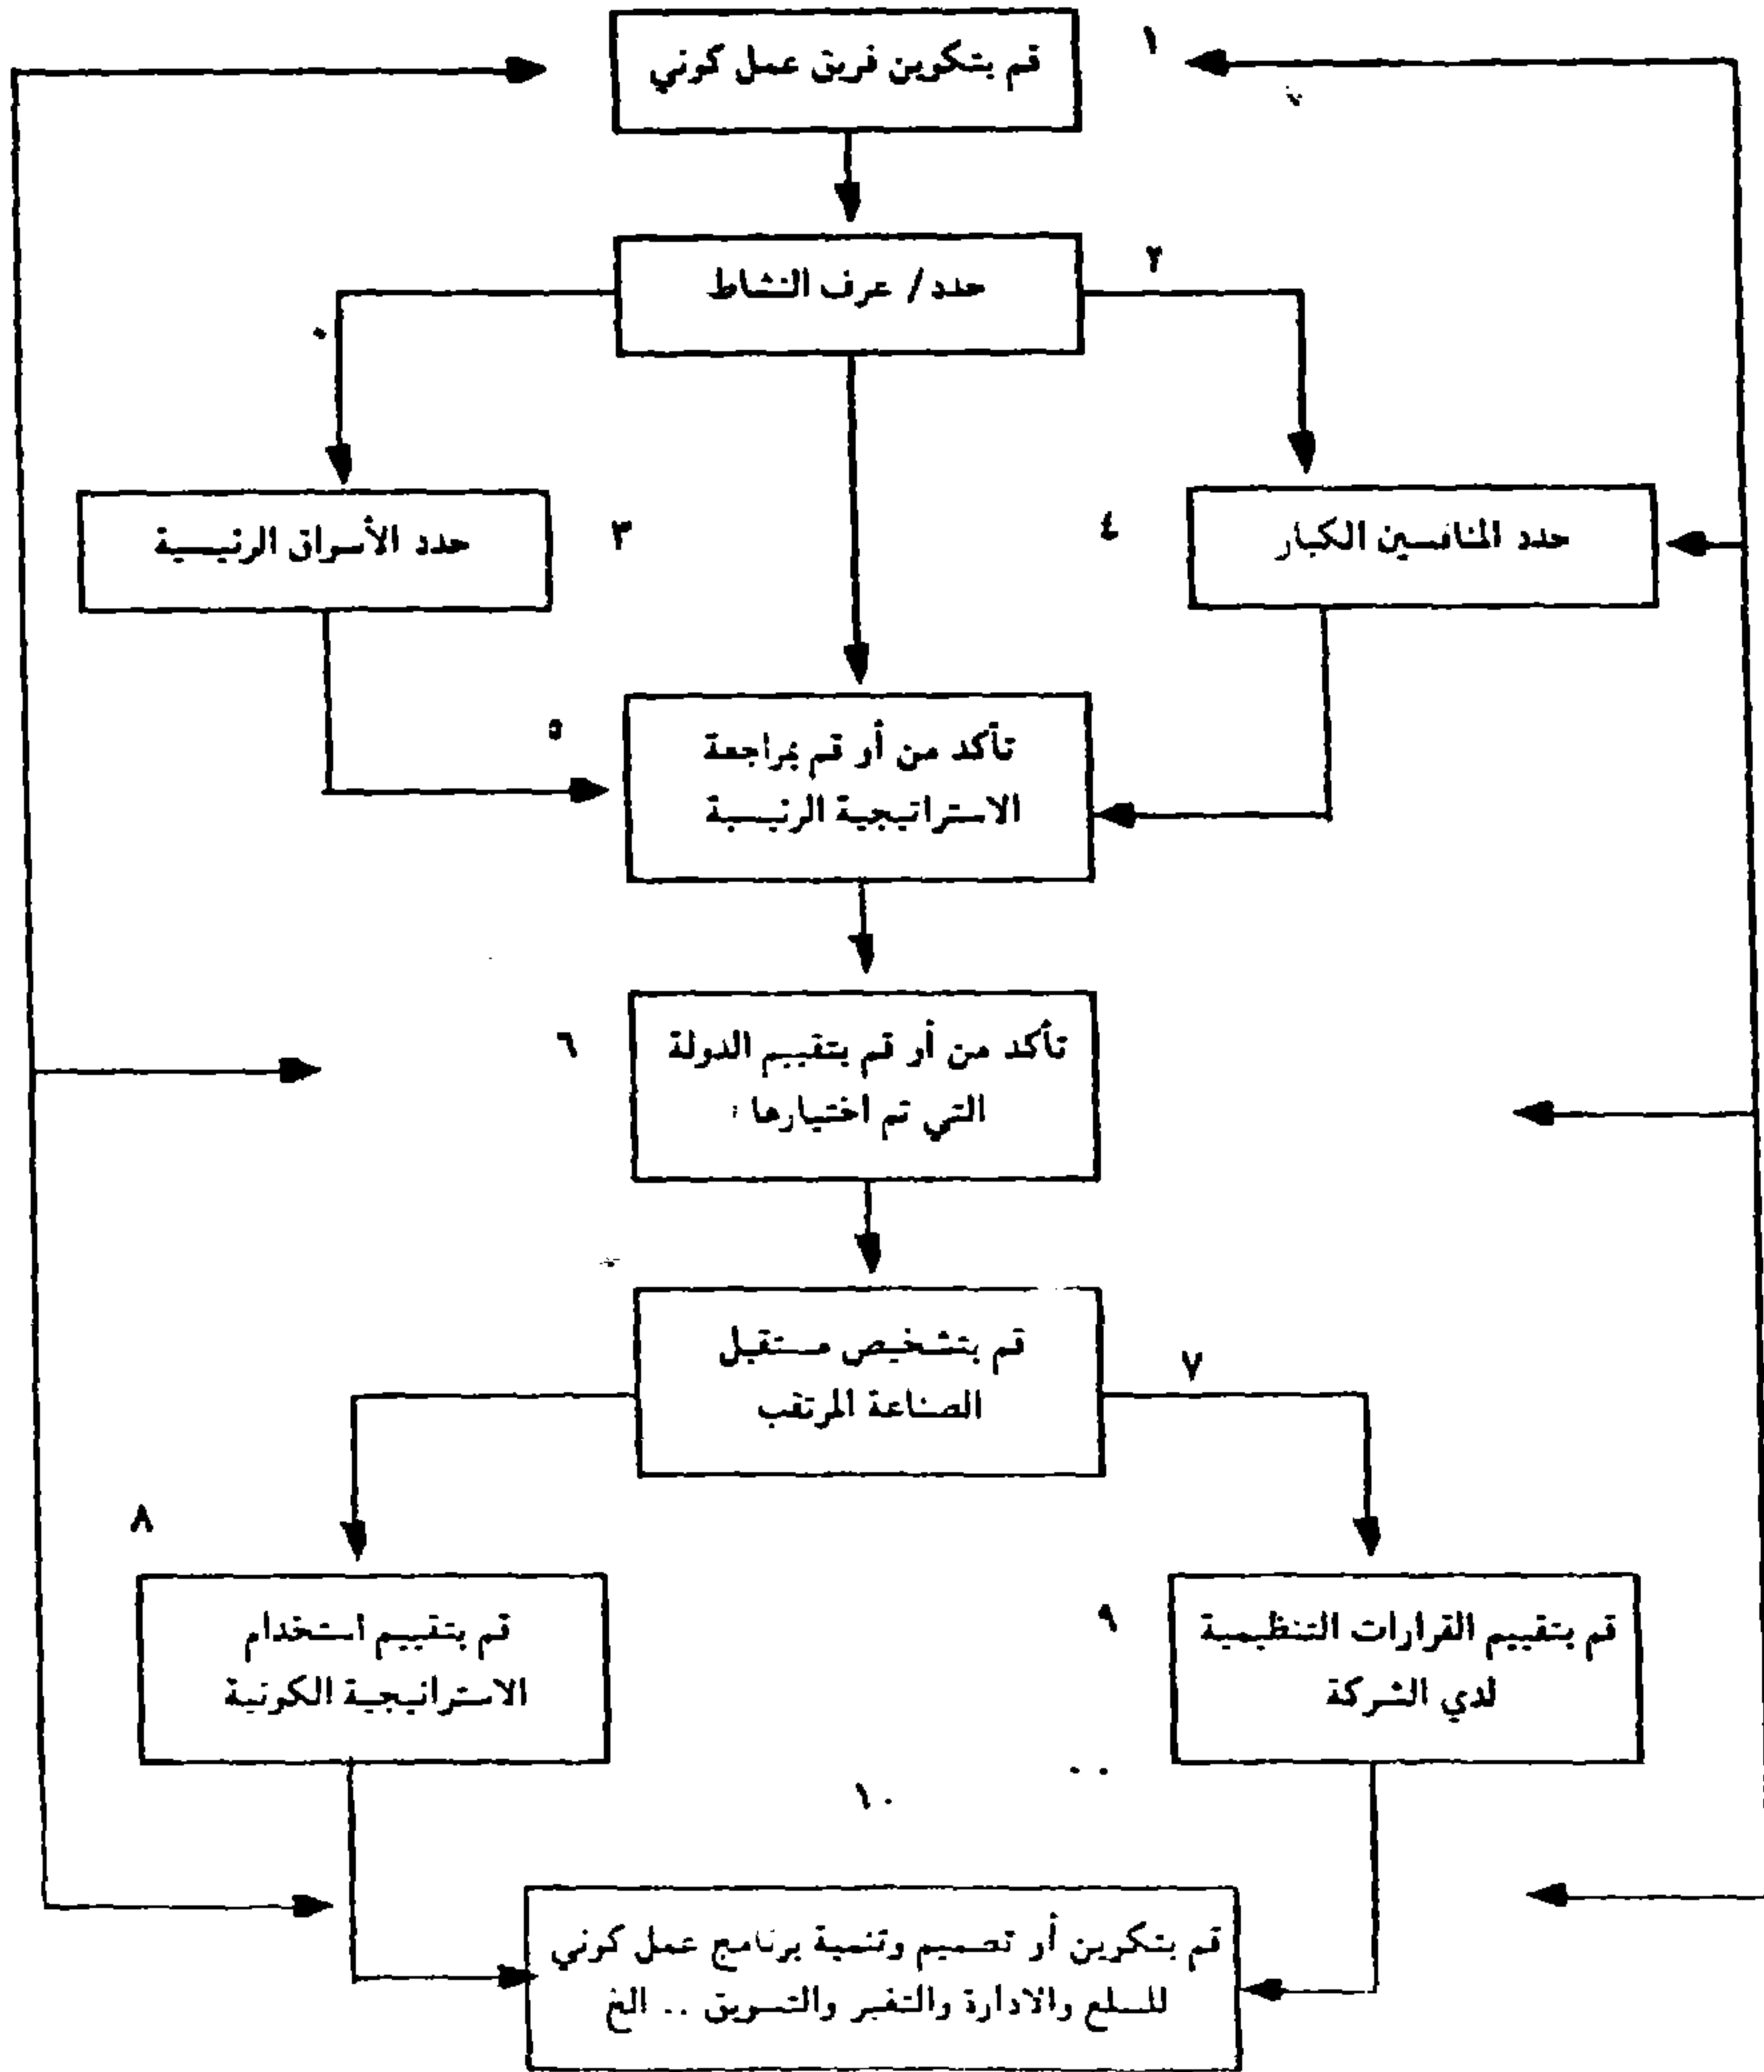 ١
قم بتكوين فريق عمل كوني
٢
حدد / عرف النشاط
٤
حدد المنافسين الكبار
٣
حدد الأسواق الرئيسية
٥
تأكد من أو قم بمراجعة
الاستراتيجية الرئيسية
٦
تأكد من أو قم بتقييم الدولة
التي تم اختيارها
٧
قم بتشخيص مستقبل
الصناعة المرتقب
٩
قم بتقييم القرارات التنظيمية
لدي الشركة
٨
قم بتقييم استخدام
الاستراتيجية الكونية
١٠
قم بتكوين أو تصميم وتنمية برنامج عمل كوني
للسلع والادارة والتغير والتسويق .. الخ